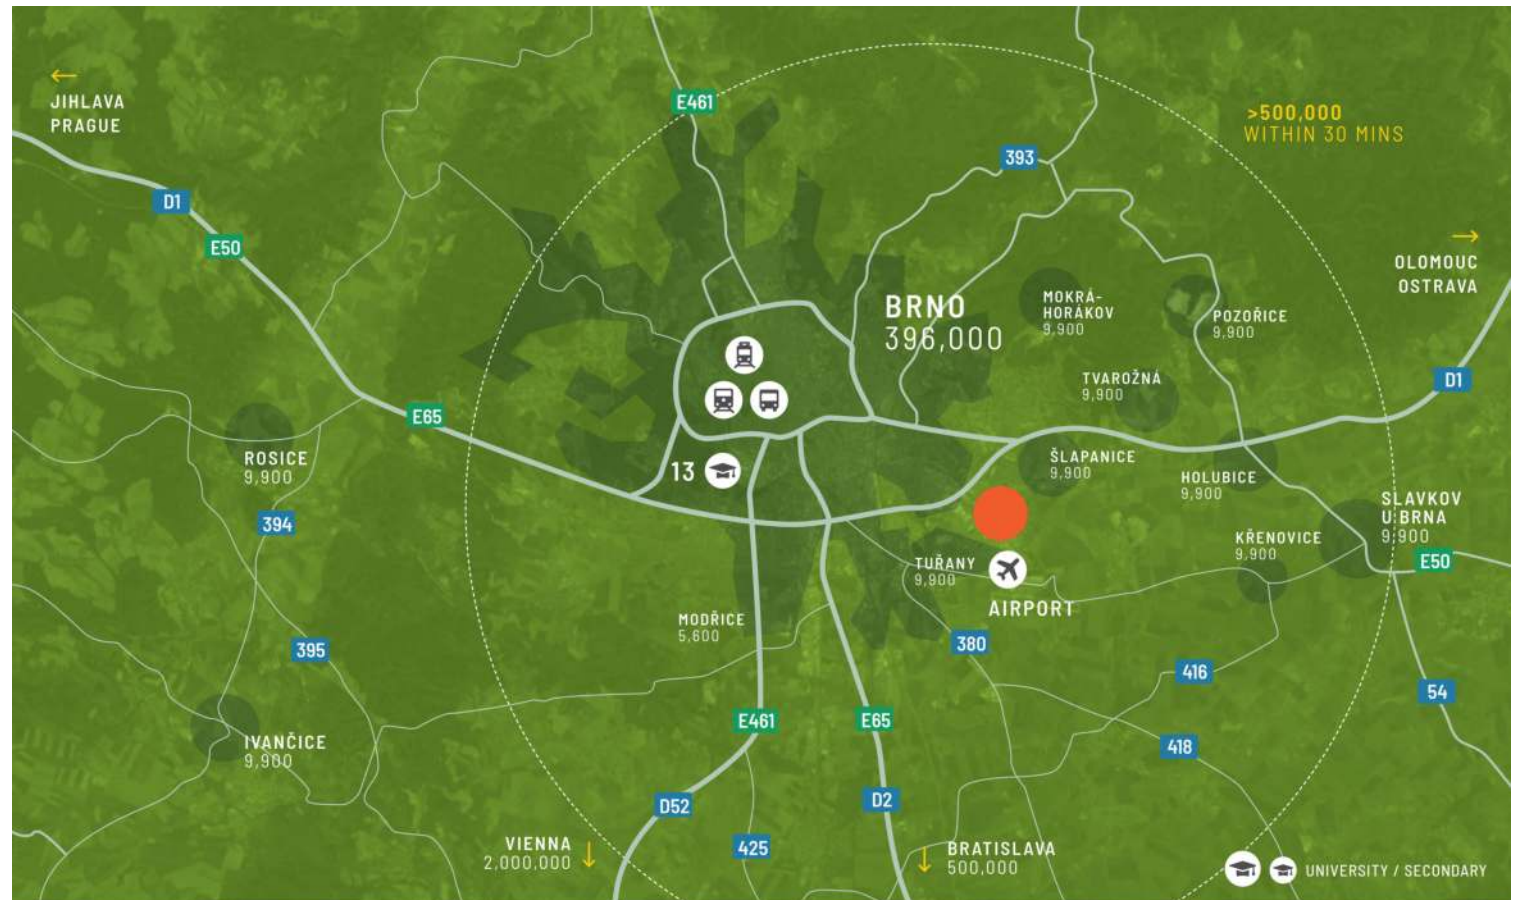 ←
JIHLAVA
PRAGUE
E461
>500,000
WITHIN 30 MINS
393
D1
E50
→
OLOMOUC
OSTRAVA
BRNO
396,000
MOKRÁ-
HORÁKOV
9,900
POZOŘICE
9,900
TVAROŽNÁ
9,900
D1
E65
ROSICE
9,900
13
ŠLAPANICE
9,900
HOLUBICE
9,900
SLAVKOV
U BRNA
9,900
394
KŘENOVICE
9,900
E50
TUŘANY
9,900
AIRPORT
MODŘICE
5,600
395
380
416
54
E461
E65
418
IVANČICE
9,900
D52
D2
425
VIENNA
2,000,000
↓
↓
BRATISLAVA
500,000
UNIVERSITY / SECONDARY